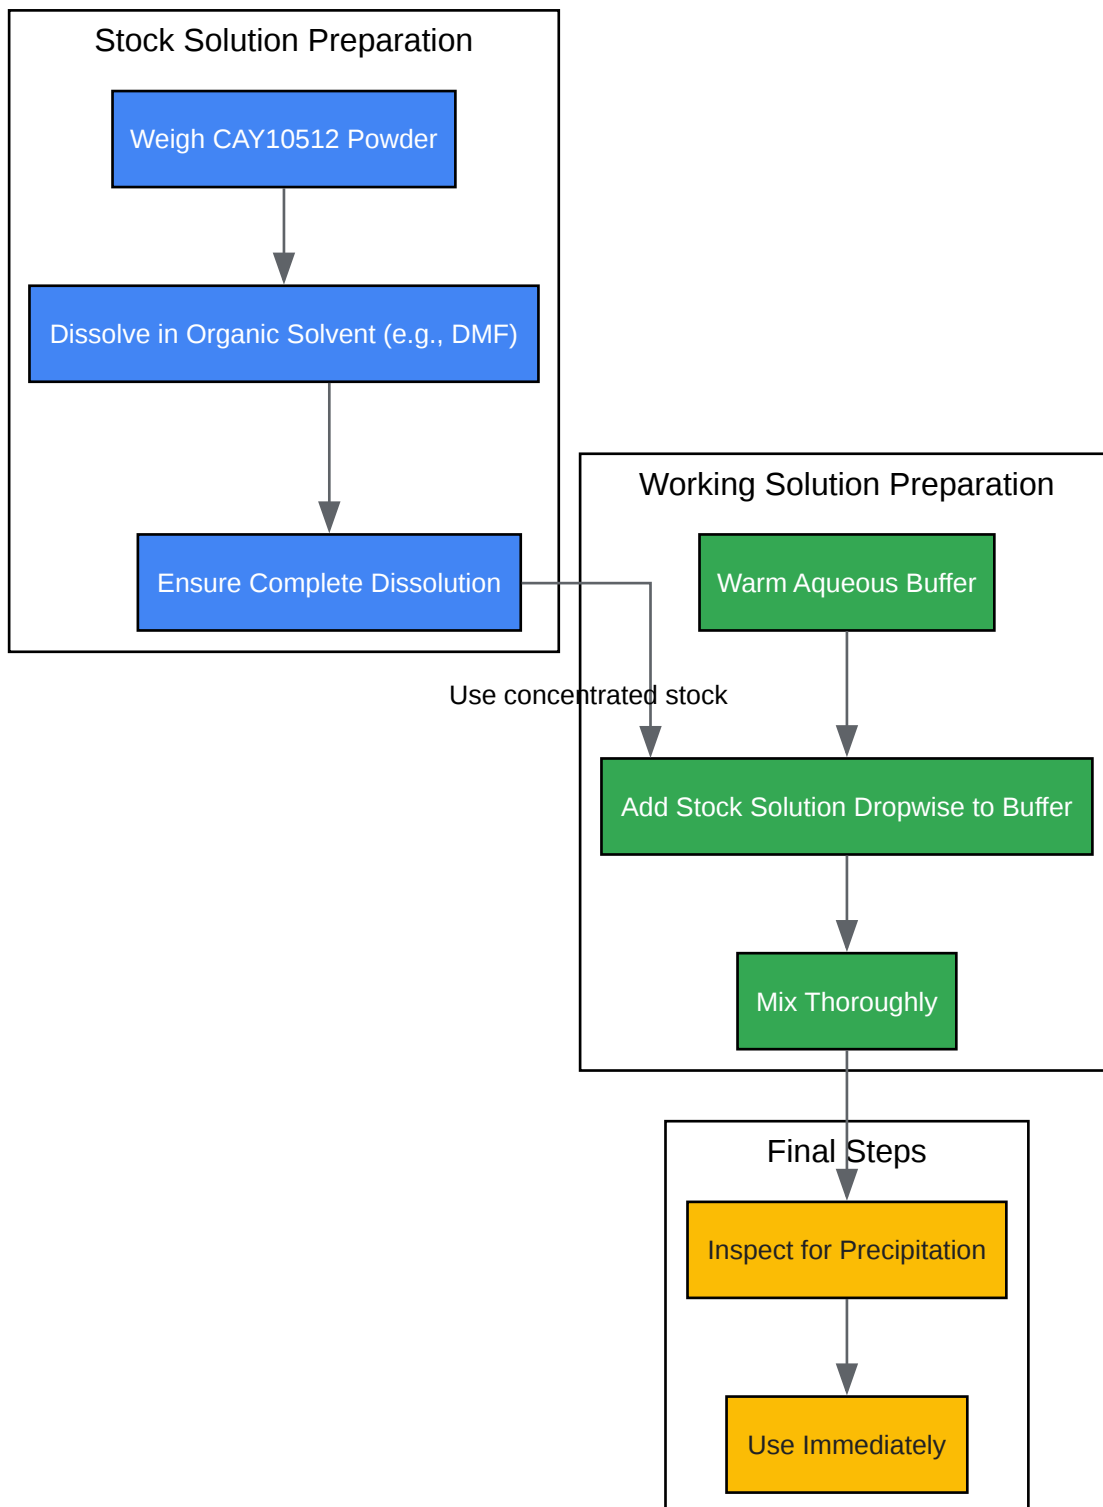 Stock Solution Preparation
Weigh CAY10512 Powder
Dissolve in Organic Solvent (e.g., DMF)
Ensure Complete Dissolution
Use concentrated stock
Working Solution Preparation
Warm Aqueous Buffer
Add Stock Solution Dropwise to Buffer
Mix Thoroughly
Final Steps
Inspect for Precipitation
Use Immediately